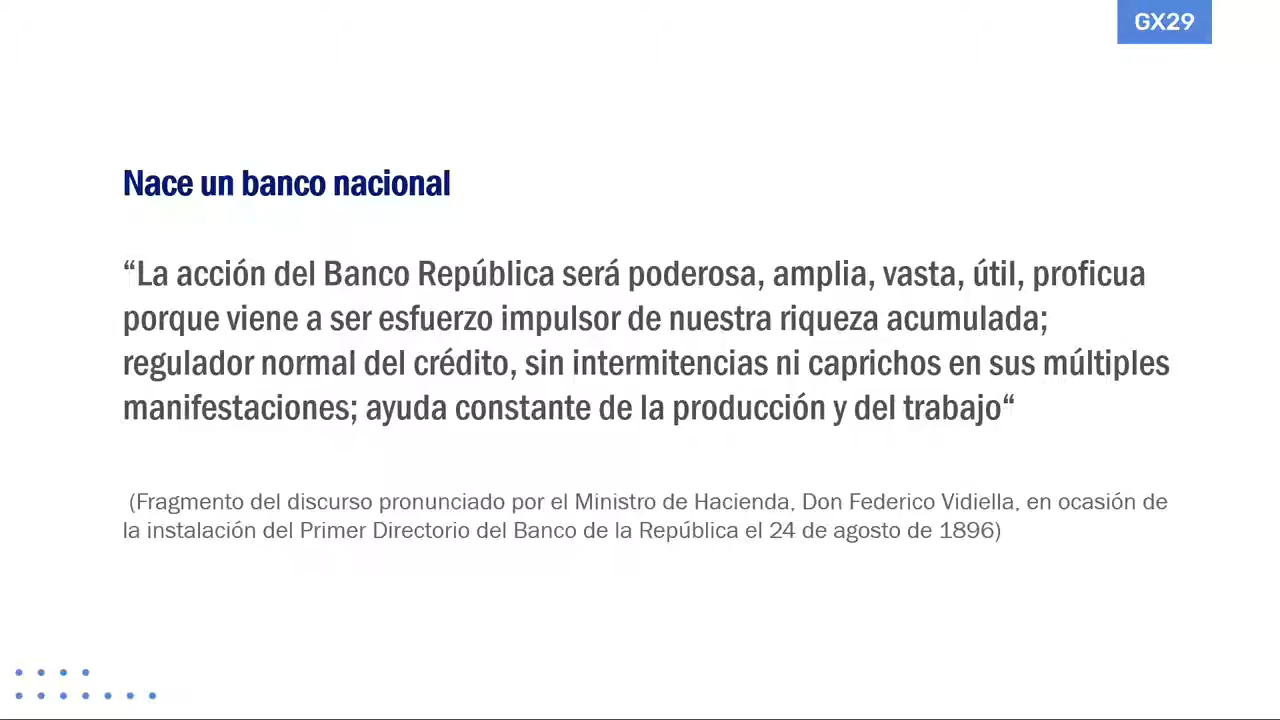 GX29
Nace un banco nacional
“La acción del Banco República será poderosa, amplia, vasta, útil, proficua
porque viene a ser esfuerzo impulsor de nuestra riqueza acumulada;
regulador normal del crédito, sin intermitencias ni caprichos en sus múltiples
manifestaciones; ayuda constante de la producción y del trabajo“
(Fragmento del discurso pronunciado por el Ministro de Hacienda, Don Federico Vidiella, en ocasión de
la instalación del Primer Directorio del Banco de la República el 24 de agosto de 1896)